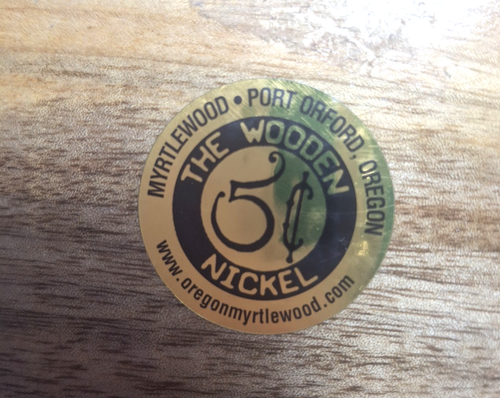 MYRTLEWOOD • PORT ORFORD, OREGON
THE WOODEN
5¢
NICKEL
www.oregonmyrtlewood.com